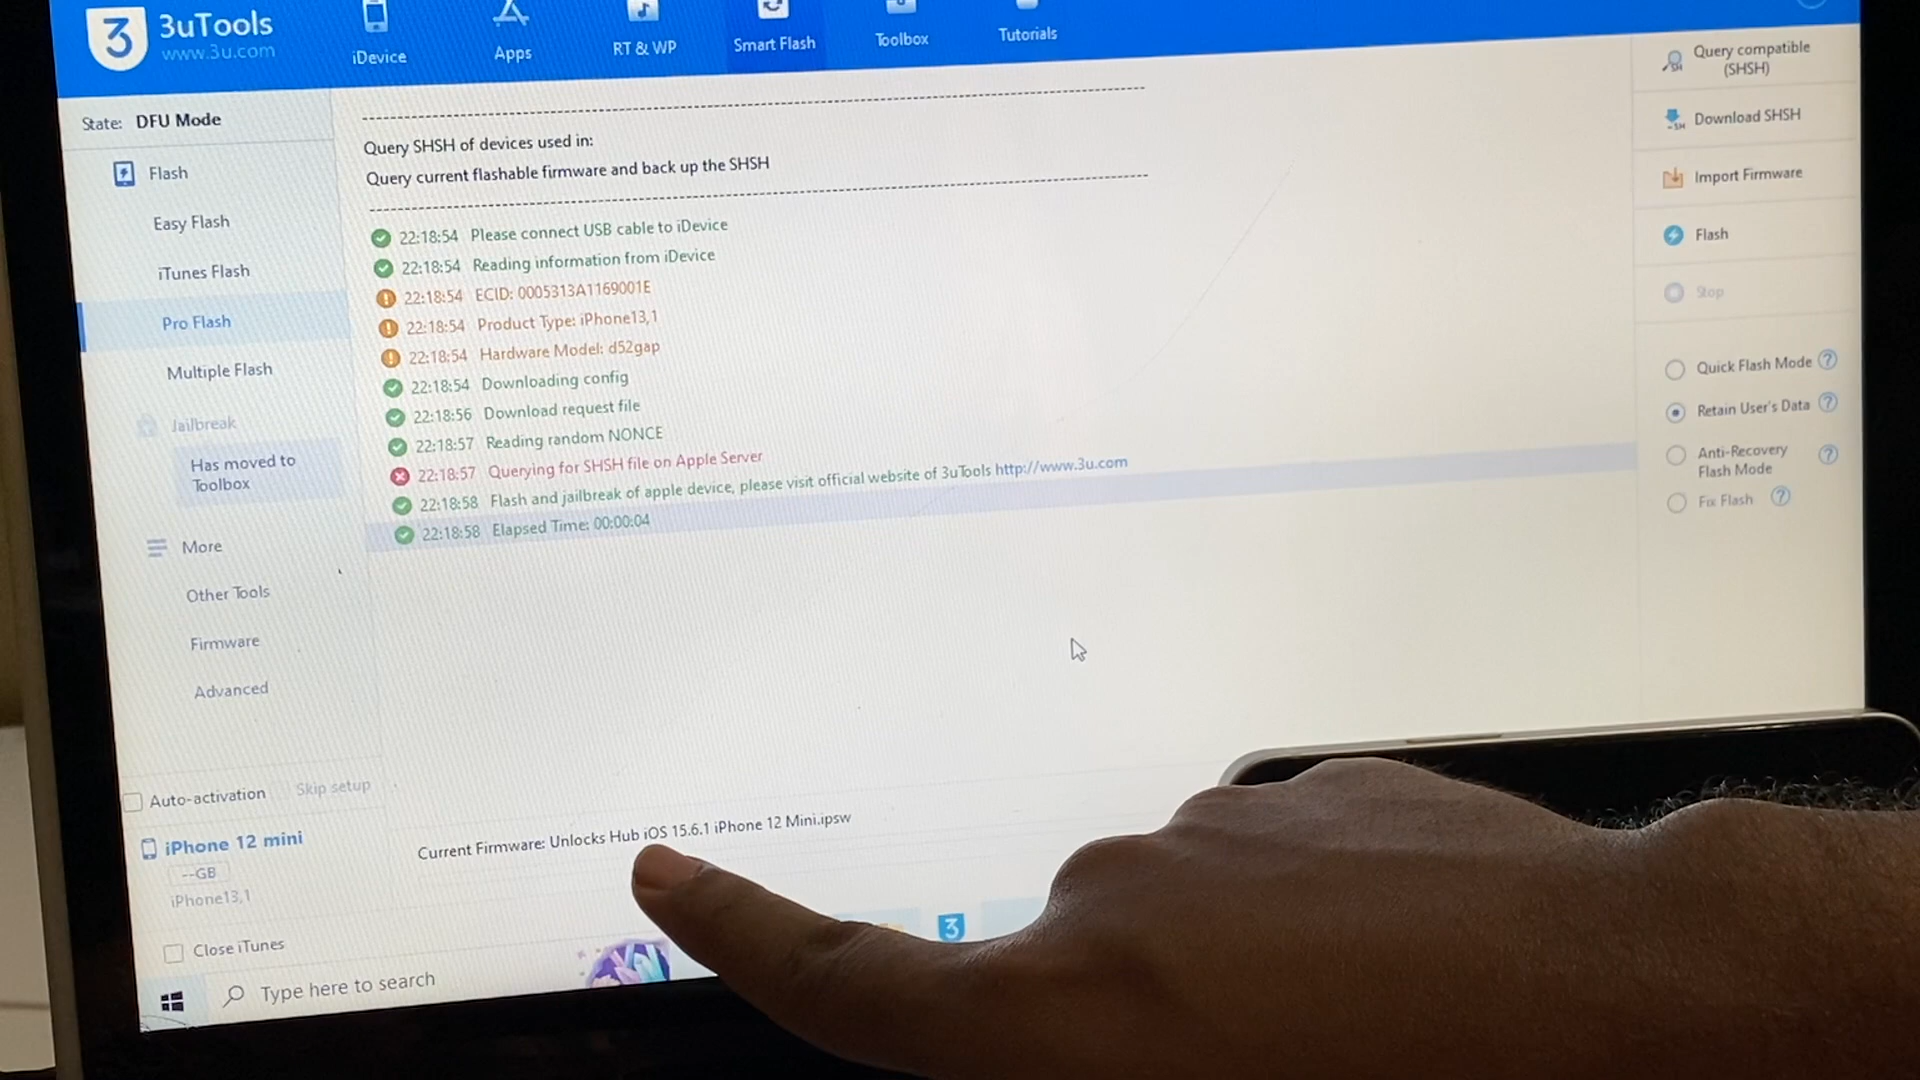 3
3uTools
www.3u.com
iDevice
Apps
RT & WP
Smart Flash
Toolbox
Tutorials
State: DFU Mode
Flash
Easy Flash
iTunes Flash
Pro Flash
Multiple Flash
Jailbreak
Has moved to
Toolbox
More
Other Tools
Firmware
Advanced
Auto-activation
Skip setup
iPhone 12 mini
--GB
iPhone13,1
Close iTunes
Query SHSH of devices used in:
Query current flashable firmware and back up the SHSH
22:18:54 Please connect USB cable to iDevice
22:18:54 Reading information from iDevice
22:18:54 ECID: 0005313A1169001E
22:18:54 Product Type: iPhone13,1
22:18:54 Hardware Model: d52gap
22:18:54 Downloading config
22:18:56 Download request file
22:18:57 Reading random NONCE
22:18:57 Querying for SHSH file on Apple Server
22:18:58 Flash and jailbreak of apple device, please visit official website of 3uTools http://www.3u.com
22:18:58 Elapsed Time: 00:00:04
Current Firmware: Unlocks Hub iOS 15.6.1 iPhone 12 Mini.ipsw
Query compatible
(SHSH)
Download SHSH
Import Firmware
Flash
Stop
Quick Flash Mode ?
Retain User's Data ?
Anti-Recovery
Flash Mode ?
Fix Flash ?
Type here to search
3